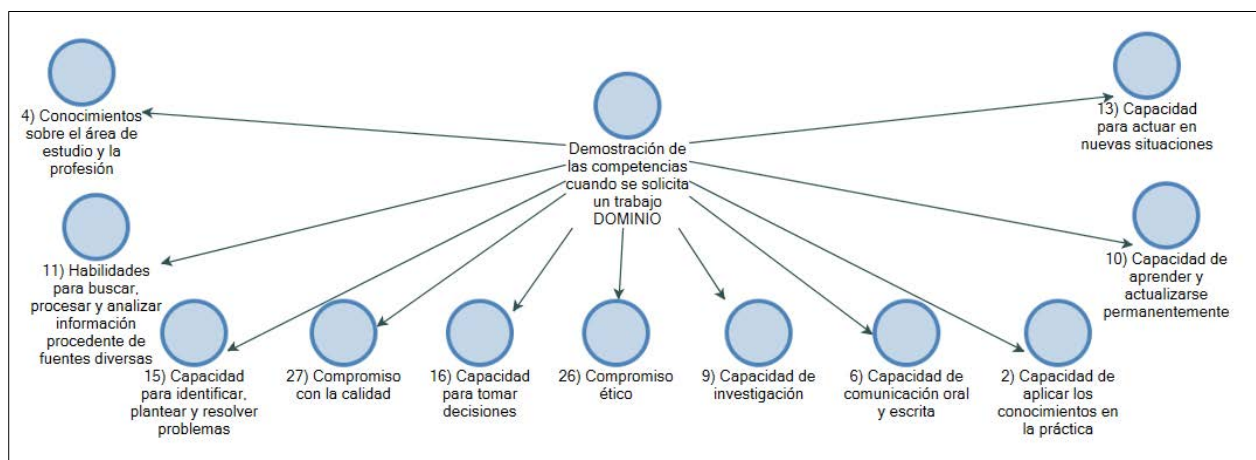 4) Conocimientos
sobre el área de
estudio y la
profesión
Demostración de
las competencias
cuando se solicita
un trabajo
DOMINIO
13) Capacidad
para actuar en
nuevas situaciones
11) Habilidades
para buscar,
procesar y analizar
información
procedente de
fuentes diversas
10) Capacidad de
aprender y
actualizarse
permanentemente
15) Capacidad
para identificar,
plantear y resolver
problemas
27) Compromiso
con la calidad
16) Capacidad
para tomar
decisiones
26) Compromiso
ético
9) Capacidad de
investigación
6) Capacidad de
comunicación oral
y escrita
2) Capacidad de
aplicar los
conocimientos en
la práctica